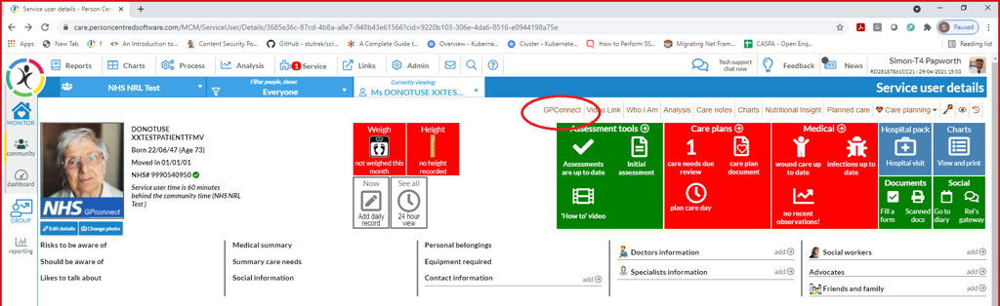 Service user details - Person Cen
care.personcentredsoftware.com/MCM/ServiceUser/Details/3685e36c-87cd-4b8a-a8e7-948b43e61566?cid=9220b103-306e-4da6-8516-e0944198a75e
S Paused
Apps New Tab An Introduction to... Content Security Po... GitHub - stutrek/scr... A Complete Guide t... Overview - Kuberne... Cluster - Kubernete... How to Perform SS... Migrating Net Fram... CASPA - Open Enq... Reading list
Reports Charts Process Analysis 1 Service Links Admin Tech support chat now Feedback News Simon-T4 Papworth
RD28187861CC21 - 29/04/2021 15:03
NHS NRL Test
Filter people, show:
Everyone
Currently viewing:
Ms DONOTUSE XXTES...
Service user details
MONITOR
community
dashboard
GROUP
reporting
GPConnect Video Link Who I Am Analysis Care notes Charts Nutritional Insight Planned care Care planning
NHS GPconnect
Edit details Change photo
DONOTUSE
XXTESTPATIENTTFMV
Born 22/06/47 (Age 73)
Moved in 01/01/01
NHS# 9990540950
Service user time is 60 minutes
behind the community time (NHS NRL
Test )
Weigh
not weighed this
month
Height
no height
recorded
Now
Add daily
record
See all
24 hour
view
Assessment tools
Assessments
are up to date
Initial
assessment
'How to' video
Care plans
1
care needs due
review
care plan
document
plan care day
Medical
wound care up to
date
infections up to
date
no recent
observations!
Hospital pack
Hospital visit
Charts
View and print
Documents
Fill a
form
Scanned
docs
Social
Go to
diary
Rel's
gateway
Risks to be aware of
Should be aware of
Likes to talk about
Medical summary
Summary care needs
Social information
Personal belongings
Equipment required
Contact information add
Doctors information add
Specialists information add
Social workers add
Advocates add
Friends and family add